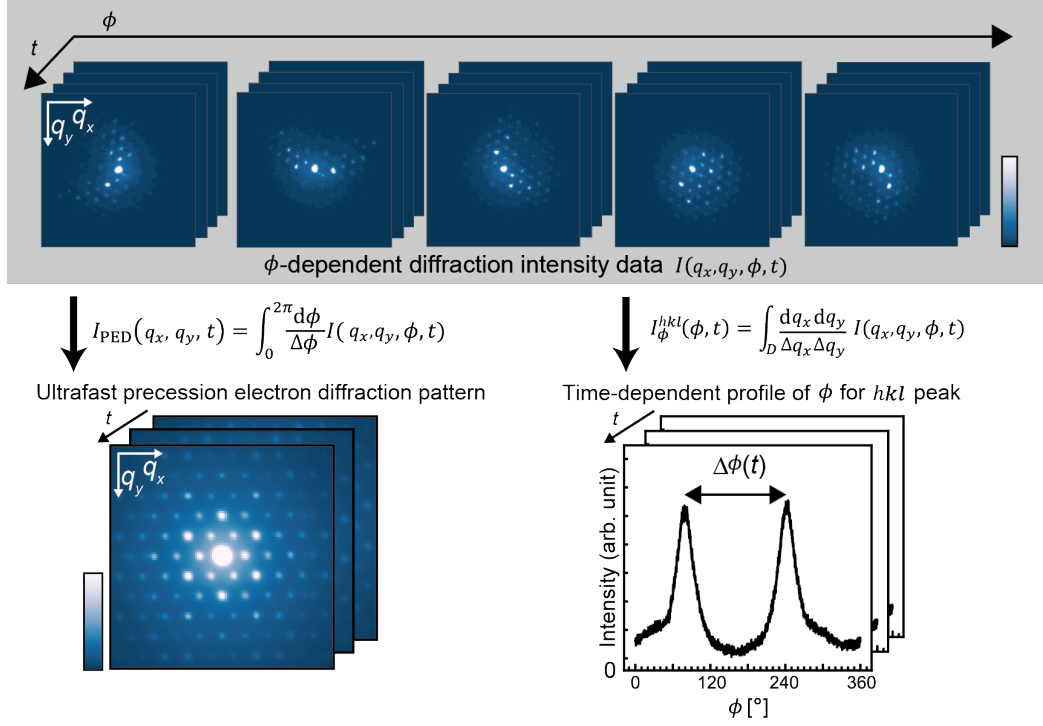 ϕ
t
q_y q_x
ϕ-dependent diffraction intensity data I(q_x,q_y,ϕ,t)
I_PED(q_x, q_y, t) = ∫_0^{2π} dϕ/Δϕ I(q_x,q_y,ϕ,t)
Ultrafast precession electron diffraction pattern
t
q_y q_x
I_ϕ^{hkl}(ϕ,t) = ∫_D dq_x dq_y/Δq_x Δq_y I(q_x,q_y,ϕ,t)
Time-dependent profile of ϕ for hkl peak
t
Δϕ(t)
Intensity (arb. unit)
0
0 120 240 360
ϕ [°]